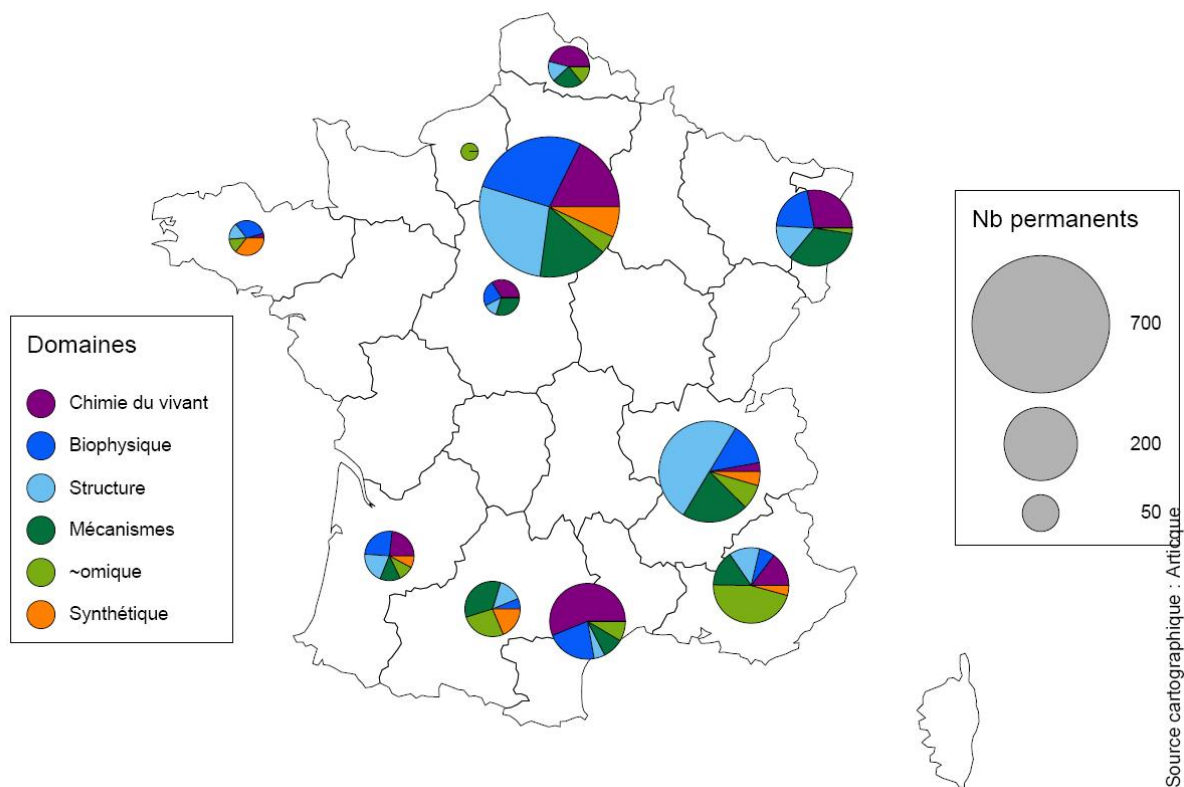 Domaines
Chimie du vivant
Biophysique
Structure
Mécanismes
~omique
Synthétique
Nb permanents
700
200
50
Source cartographique : Articque